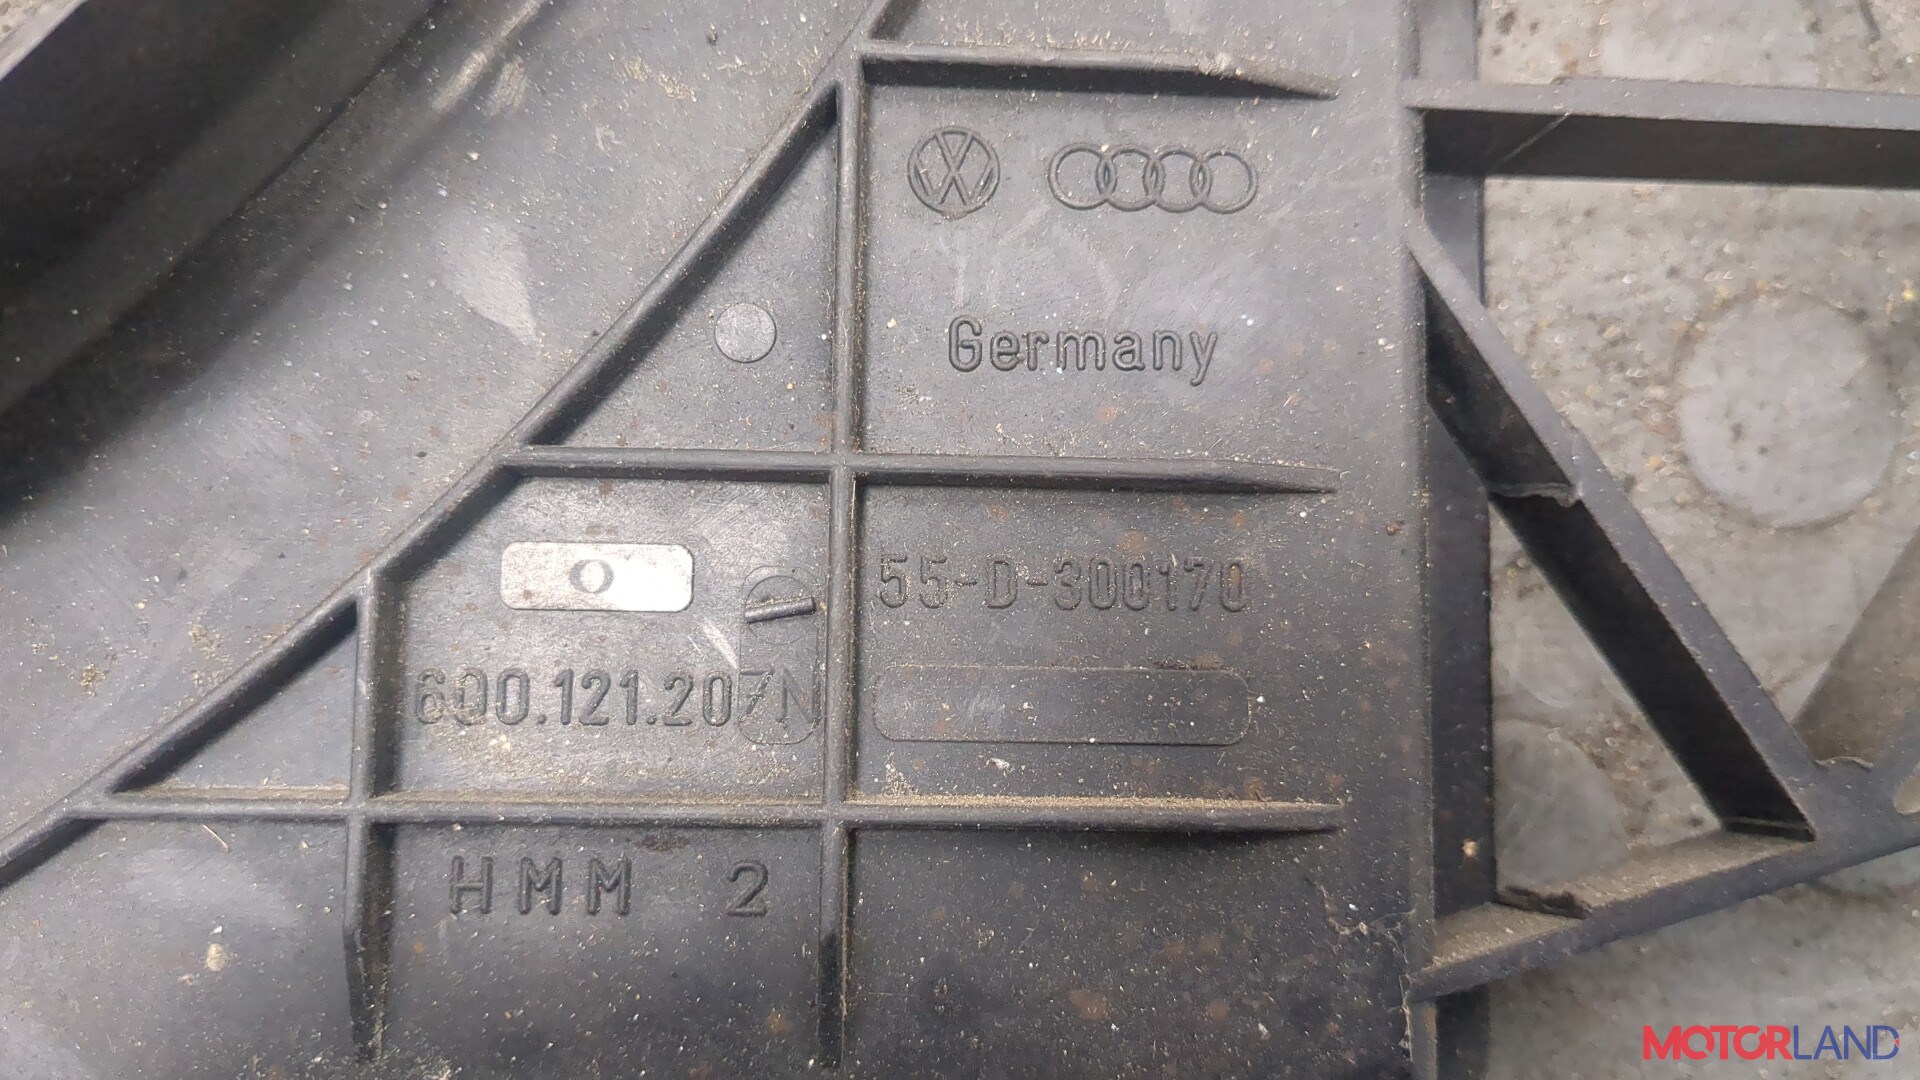 Germany
O
55-D-300170
6Q0.121.207N
HMM 2
MOTORLAND